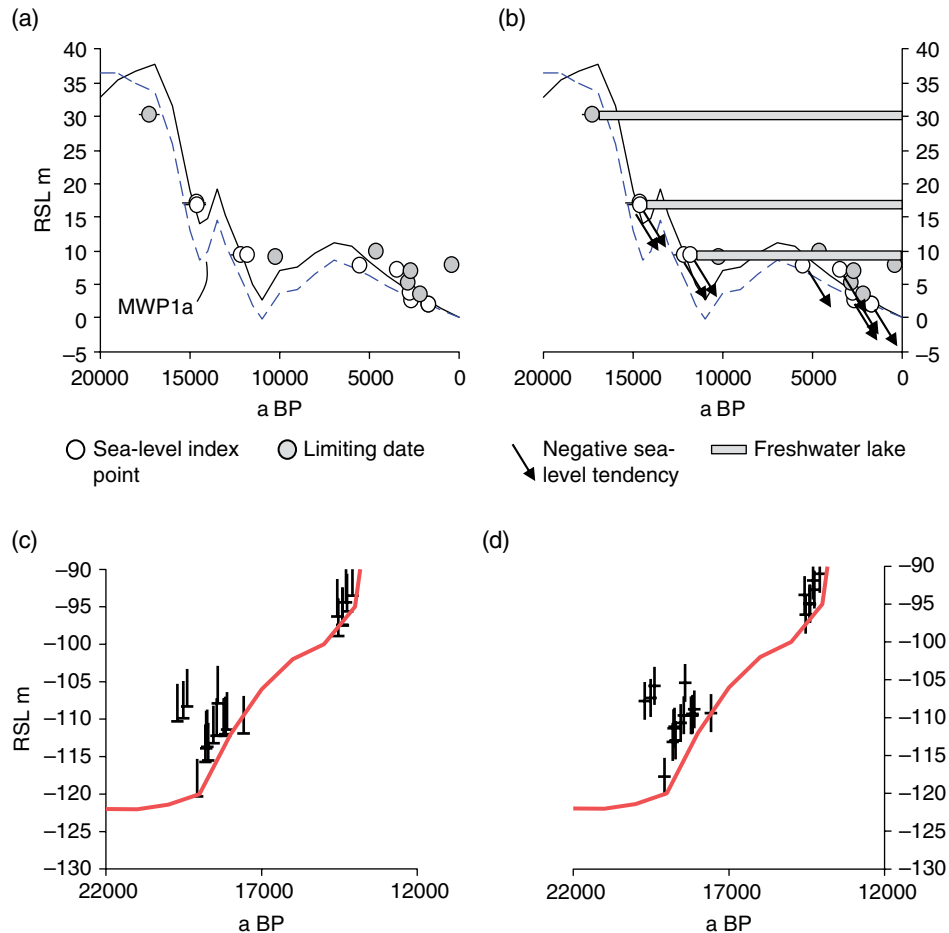 (a)
(b)
40
35
30
25
20
15
10
5
0
–5
RSL m
MWP1a
20000 15000 10000 5000 0
a BP
40
35
30
25
20
15
10
5
0
–5
20000 15000 10000 5000 0
a BP
Sea-level index
point
Limiting date
Negative sea-
level tendency
Freshwater lake
(c)
(d)
–90
–95
–100
–105
–110
–115
–120
–125
–130
RSL m
22000 17000 12000
a BP
–90
–95
–100
–105
–110
–115
–120
–125
–130
22000 17000 12000
a BP